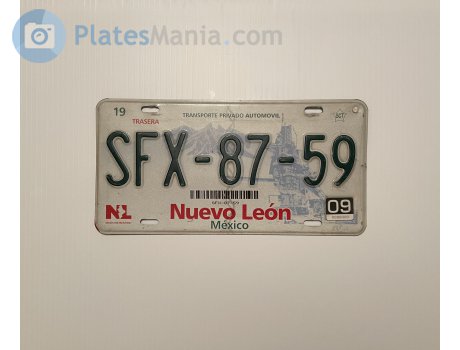 PlatesMania.com
19
TRANSPORTE PRIVADO AUTOMOVIL
TRASERA
SFX-87-59
NL
Nuevo León
México
09